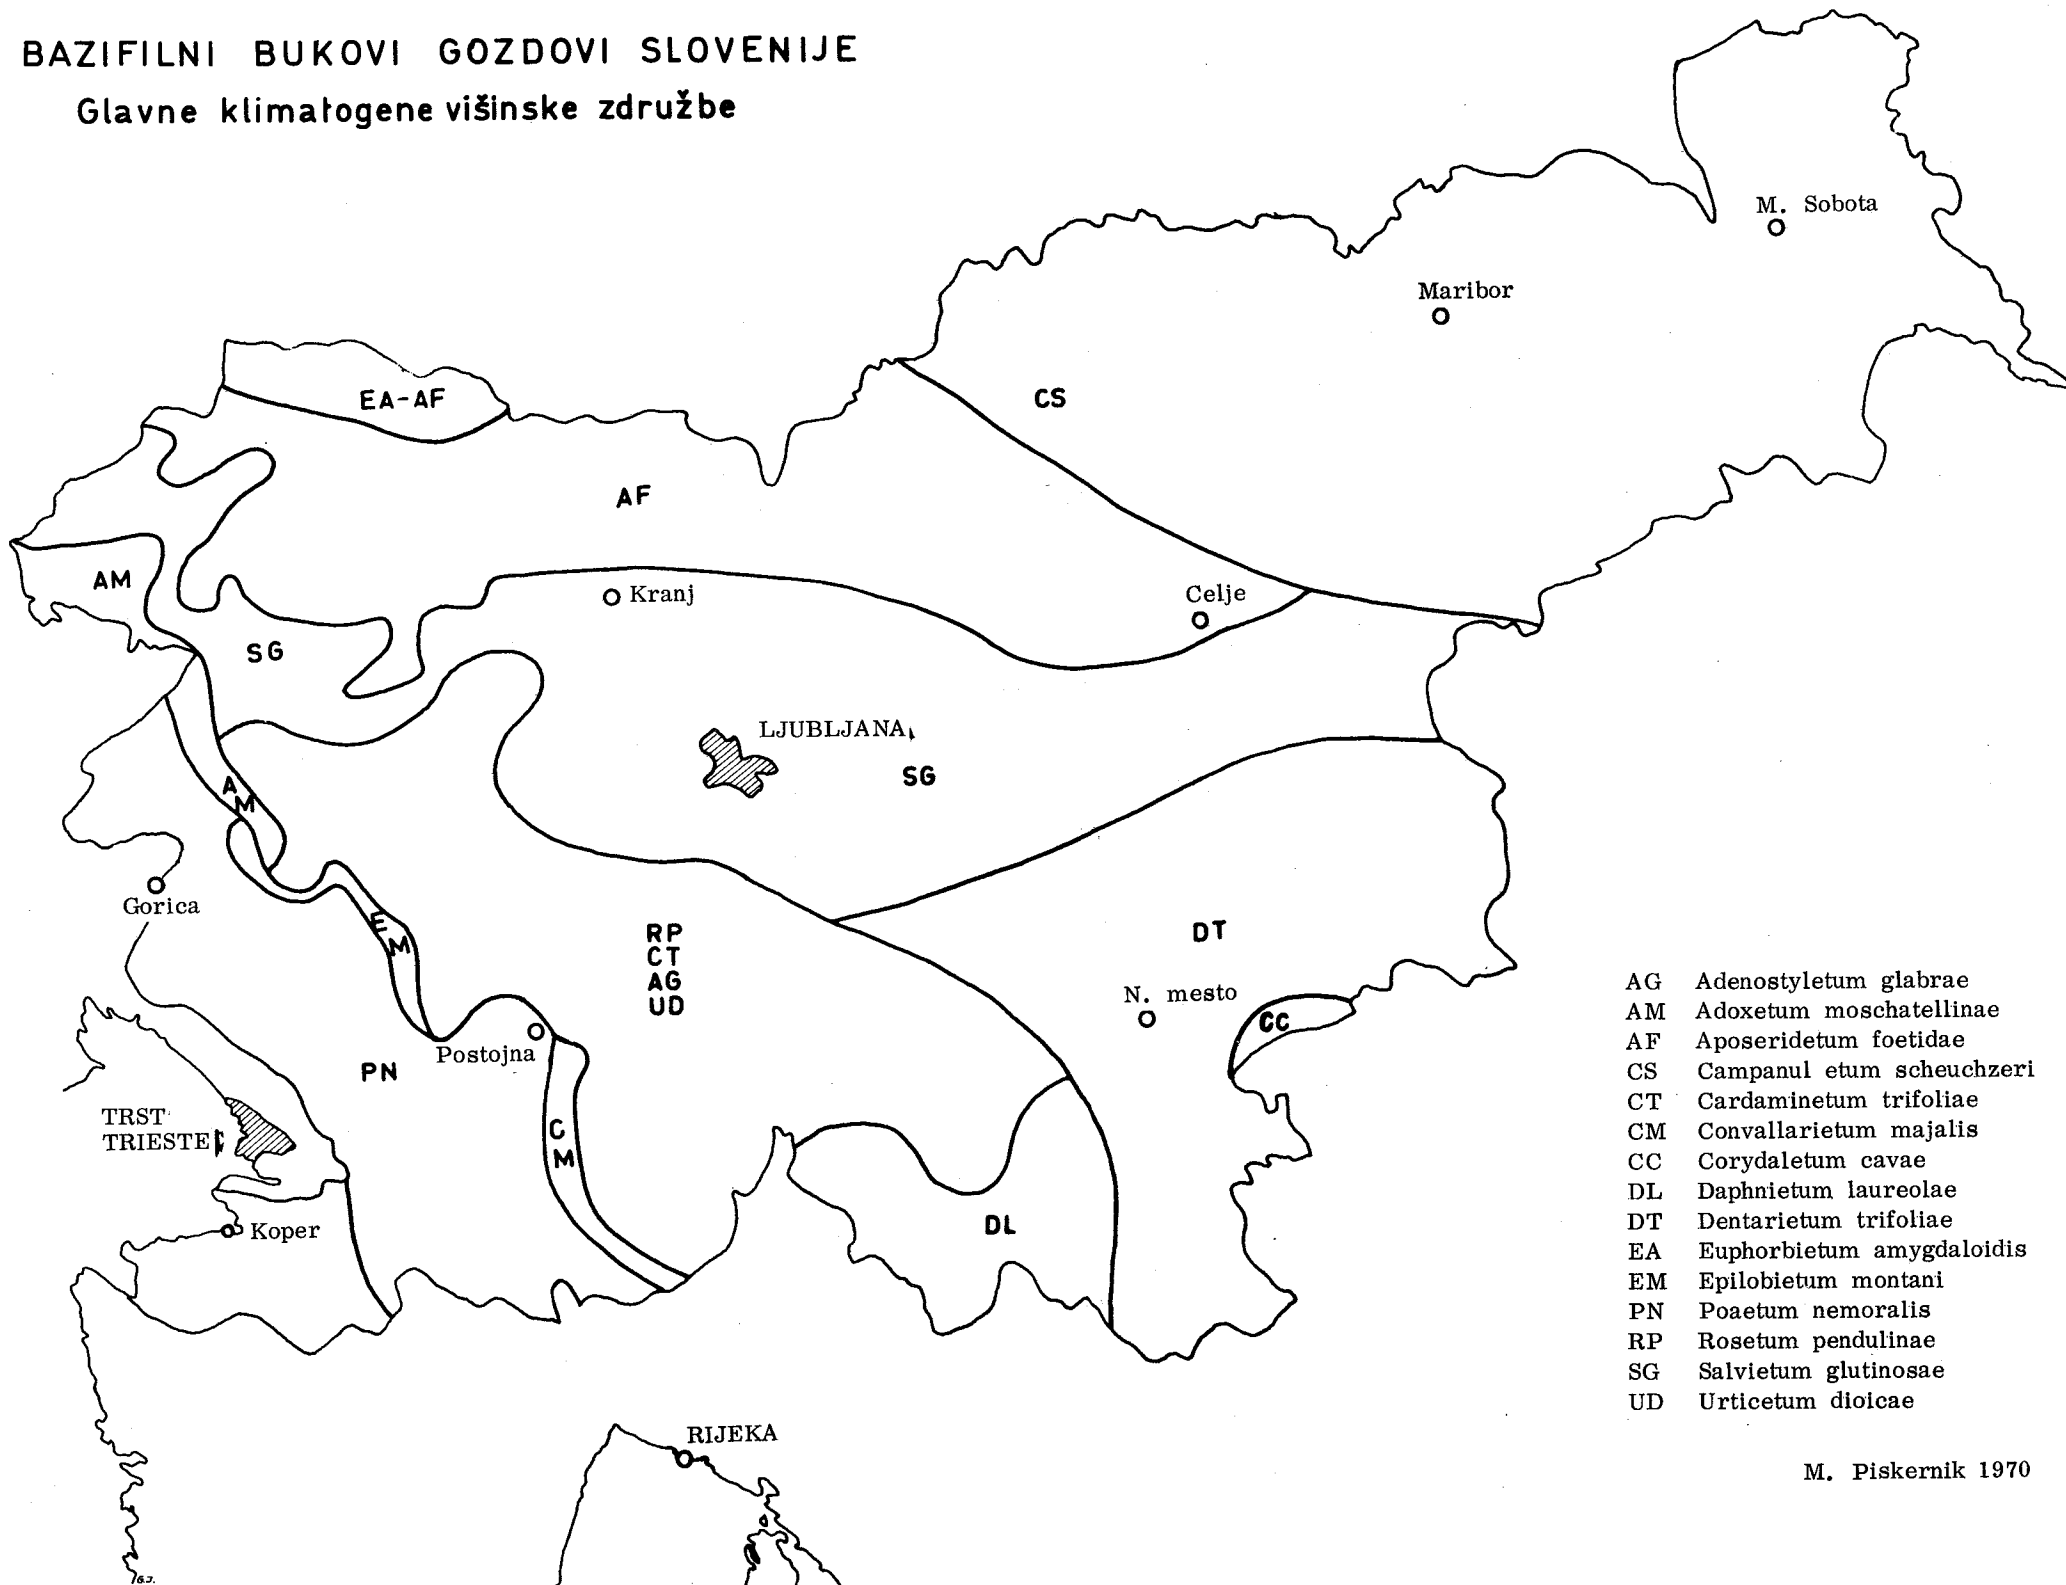 BAZIFILNI BUKOVI GOZDOVI SLOVENIJE
Glavne klimatogene višinske združbe
M. Sobota
Maribor
EA-AF
CS
AF
AM
Kranj
Celje
SG
LJUBLJANA
SG
A
M
Gorica
E
M
RP
CT
AG
UD
DT
N. mesto
CC
Postojna
PN
TRST
TRIESTE
C
M
Koper
DL
RIJEKA
AG Adenostyletum glabrae
AM Adoxetum moschatellinae
AF Aposeridetum foetidae
CS Campanul etum scheuchzeri
CT Cardaminetum trifoliae
CM Convallarietum majalis
CC Corydaletum cavae
DL Daphnietum laureolae
DT Dentarietum trifoliae
EA Euphorbietum amygdaloidis
EM Epilobietum montani
PN Poaetum nemoralis
RP Rosetum pendulinae
SG Salvietum glutinosae
UD Urticetum dioicae
M. Piskernik 1970